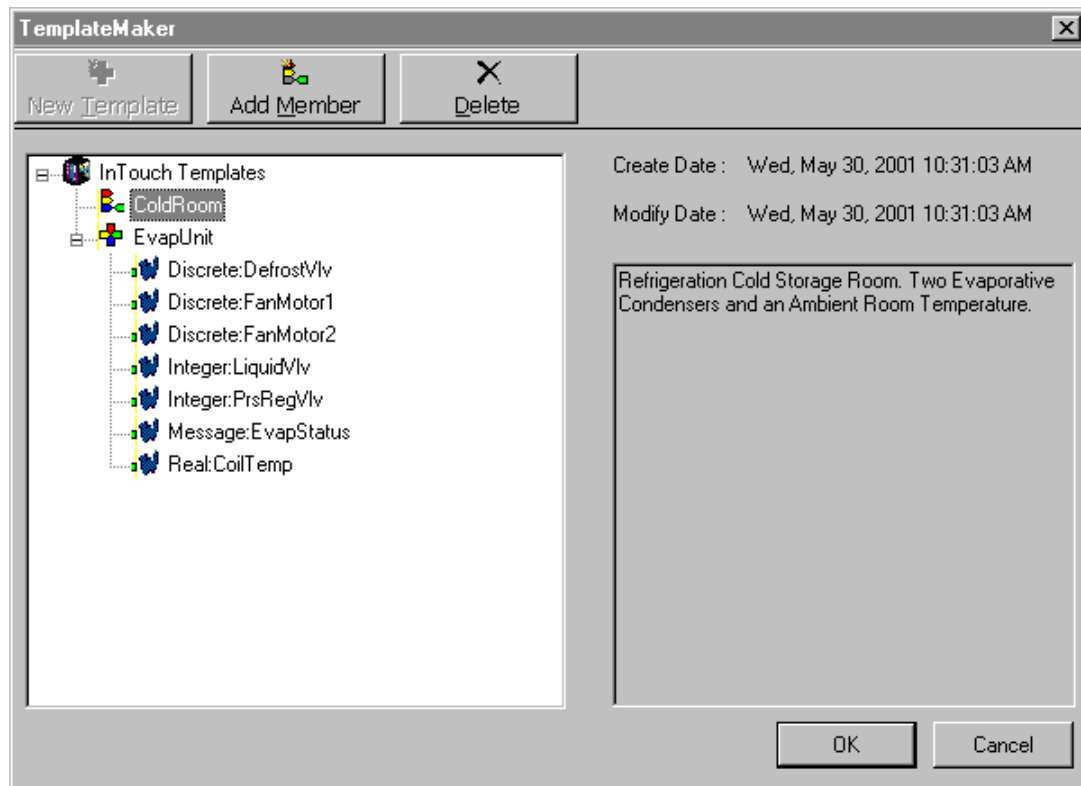 TemplateMaker
New Template
Add Member
Delete
InTouch Templates
ColdRoom
EvapUnit
Discrete:DefrostVlv
Discrete:FanMotor1
Discrete:FanMotor2
Integer:LiquidVlv
Integer:PrsRegVlv
Message:EvapStatus
Real:CoilTemp
Create Date : Wed, May 30, 2001 10:31:03 AM
Modify Date : Wed, May 30, 2001 10:31:03 AM
Refrigeration Cold Storage Room. Two Evaporative
Condensers and an Ambient Room Temperature.
OK
Cancel